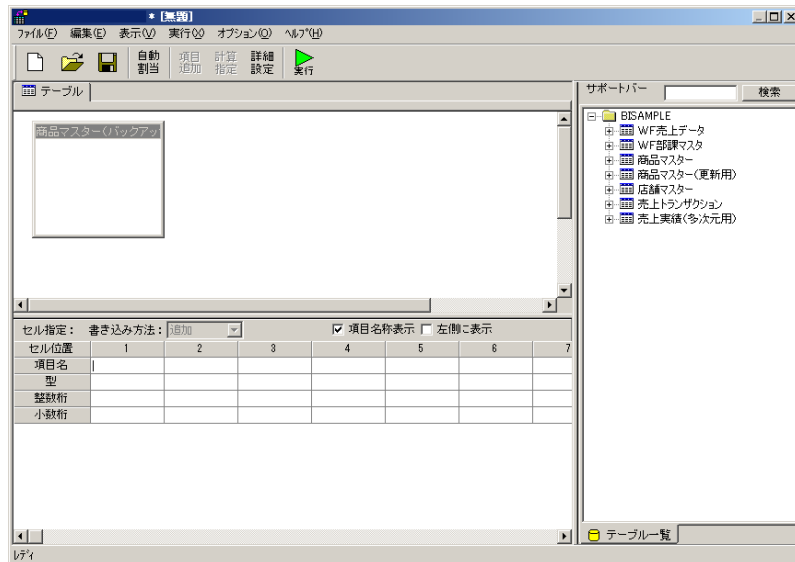 * [無題]
ファイル(F) 編集(E) 表示(V) 実行(X) オプション(O) ヘルプ(H)
自動割当 項目追加 計算指定 詳細設定 実行
テーブル
商品マスター(バックアッ
セル指定: 書き込み方法: 追加 項目名称表示 左側に表示
セル位置 1 2 3 4 5 6 7
項目名
型
整数桁
小数桁
レディ
サポートバー 検索
BISAMPLE
WF売上データ
WF部課マスタ
商品マスター
商品マスター(更新用)
店舗マスター
売上トランザクション
売上実績(多次元用)
テーブル一覧